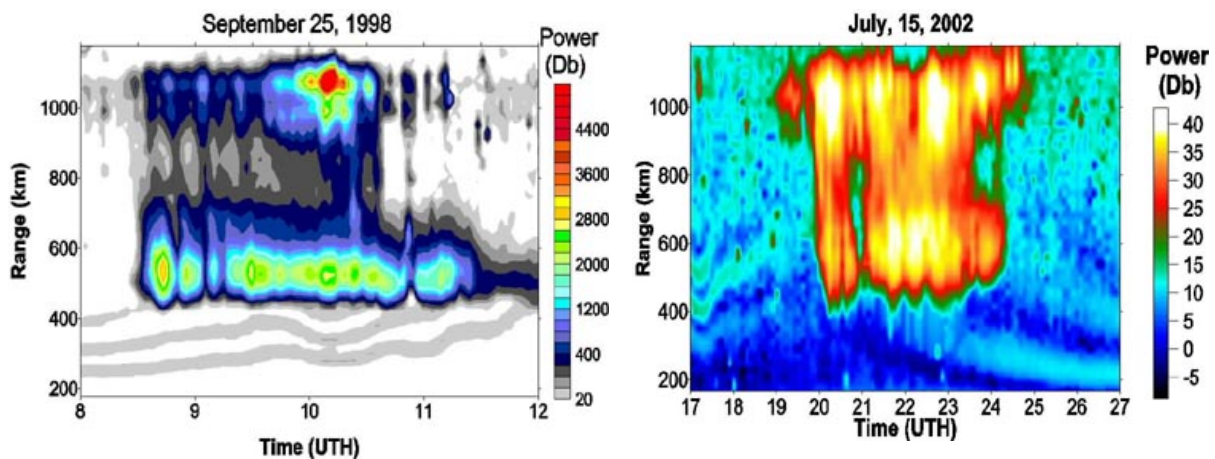 September 25, 1998
Power
(Db)
4400
3600
2800
2000
1200
400
20
Range (km)
1000
800
600
400
200
8 9 10 11 12
Time (UTH)
July, 15, 2002
Power
(Db)
40
35
30
25
20
15
10
5
0
-5
Range (km)
1000
800
600
400
200
17 18 19 20 21 22 23 24 25 26 27
Time (UTH)